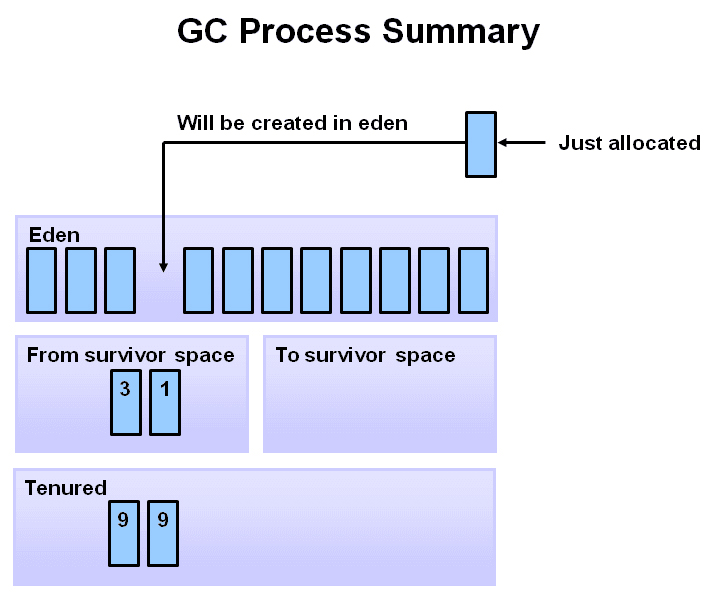 GC Process Summary
Will be created in eden
Just allocated
Eden
From survivor space
To survivor space
3 1
Tenured
9 9